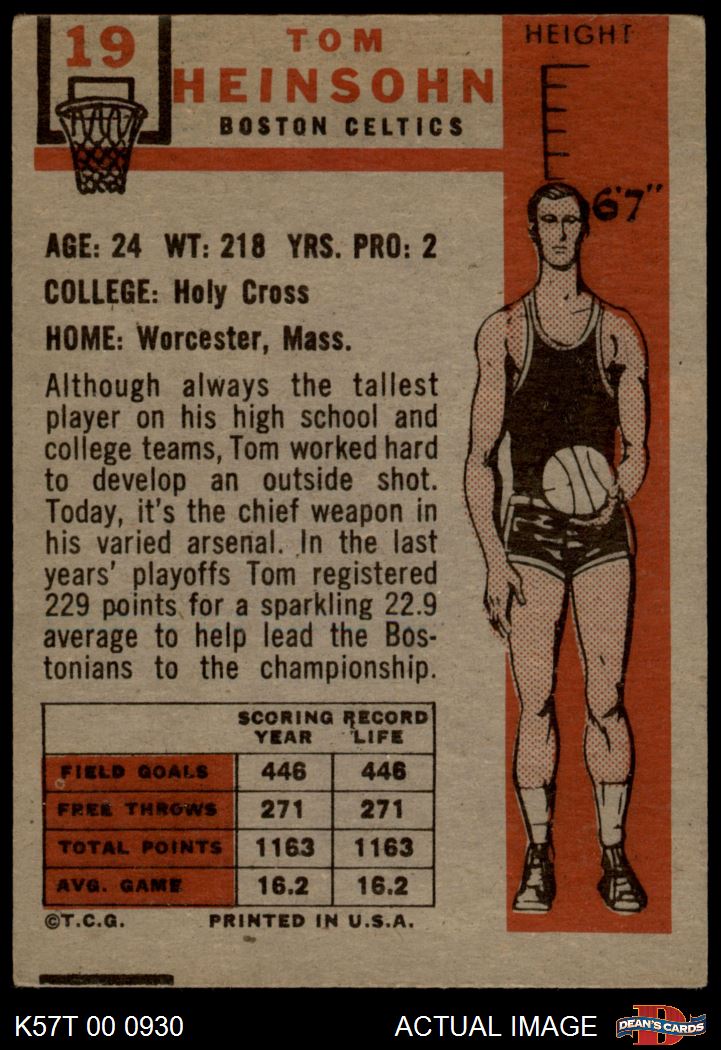 19
TOM
HEINSOHN
BOSTON CELTICS
HEIGHT
6'7"
AGE: 24 WT: 218 YRS. PRO: 2
COLLEGE: Holy Cross
HOME: Worcester, Mass.
Although always the tallest
player on his high school and
college teams, Tom worked hard
to develop an outside shot.
Today, it's the chief weapon in
his varied arsenal. In the last
years' playoffs Tom registered
229 points for a sparkling 22.9
average to help lead the Bos-
tonians to the championship.
SCORING RECORD
YEAR LIFE
FIELD GOALS 446 446
FREE THROWS 271 271
TOTAL POINTS 1163 1163
AVG. GAME 16.2 16.2
©T.C.G. PRINTED IN U.S.A.
K57T 00 0930
ACTUAL IMAGE
D
DEAN'S CARDS